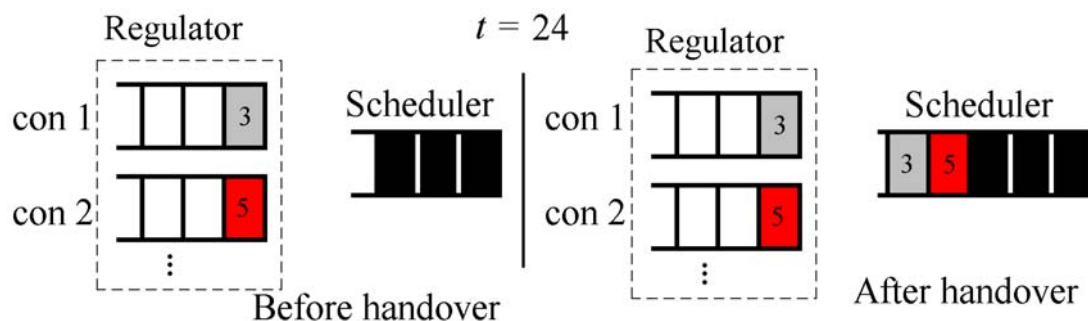 Regulator
t = 24
Regulator
con 1
3
Scheduler
con 1
3
Scheduler
3 5
con 2
5
con 2
5
...
...
Before handover
After handover